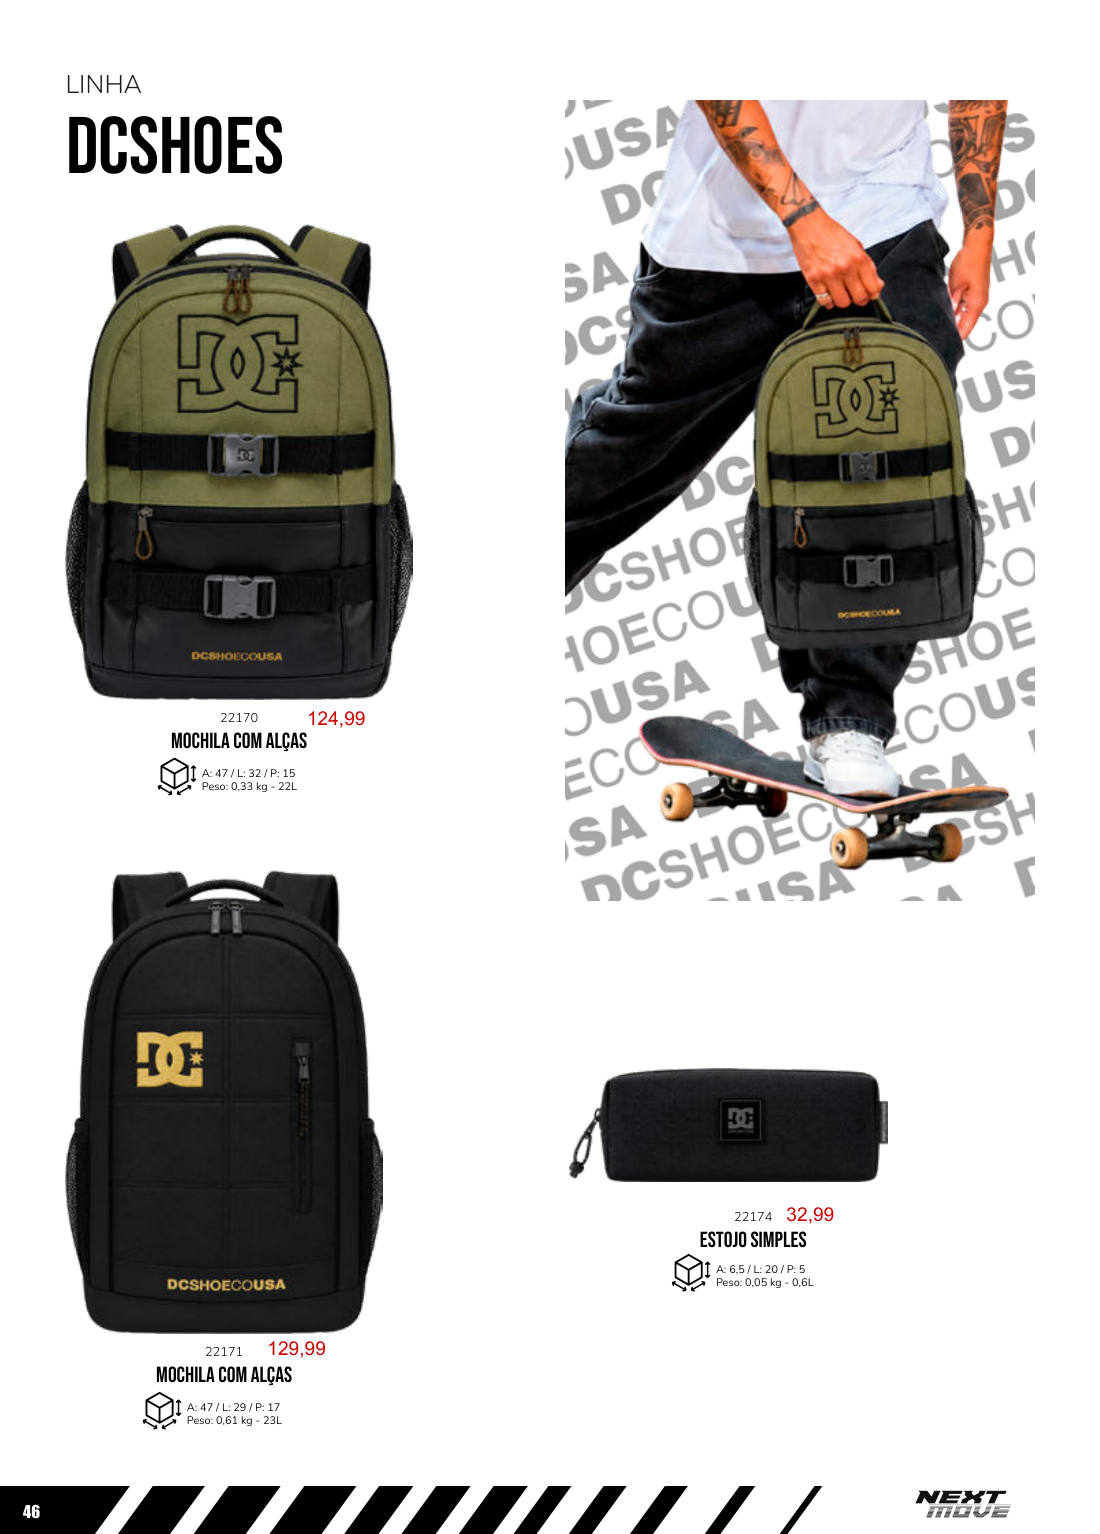 LINHA
DCSHOES
22170 124,99
MOCHILA COM ALÇAS
A: 47 / L: 32 / P: 15
Peso: 0,33 kg - 22L
DCSHOECOUSA
DCSHOECOUSA
DCSHOECOUSA
22171 129,99
MOCHILA COM ALÇAS
A: 47 / L: 29 / P: 17
Peso: 0,61 kg - 23L
22174 32,99
ESTOJO SIMPLES
A: 6,5 / L: 20 / P: 5
Peso: 0,05 kg - 0,6L
46
NEXT
MOVE